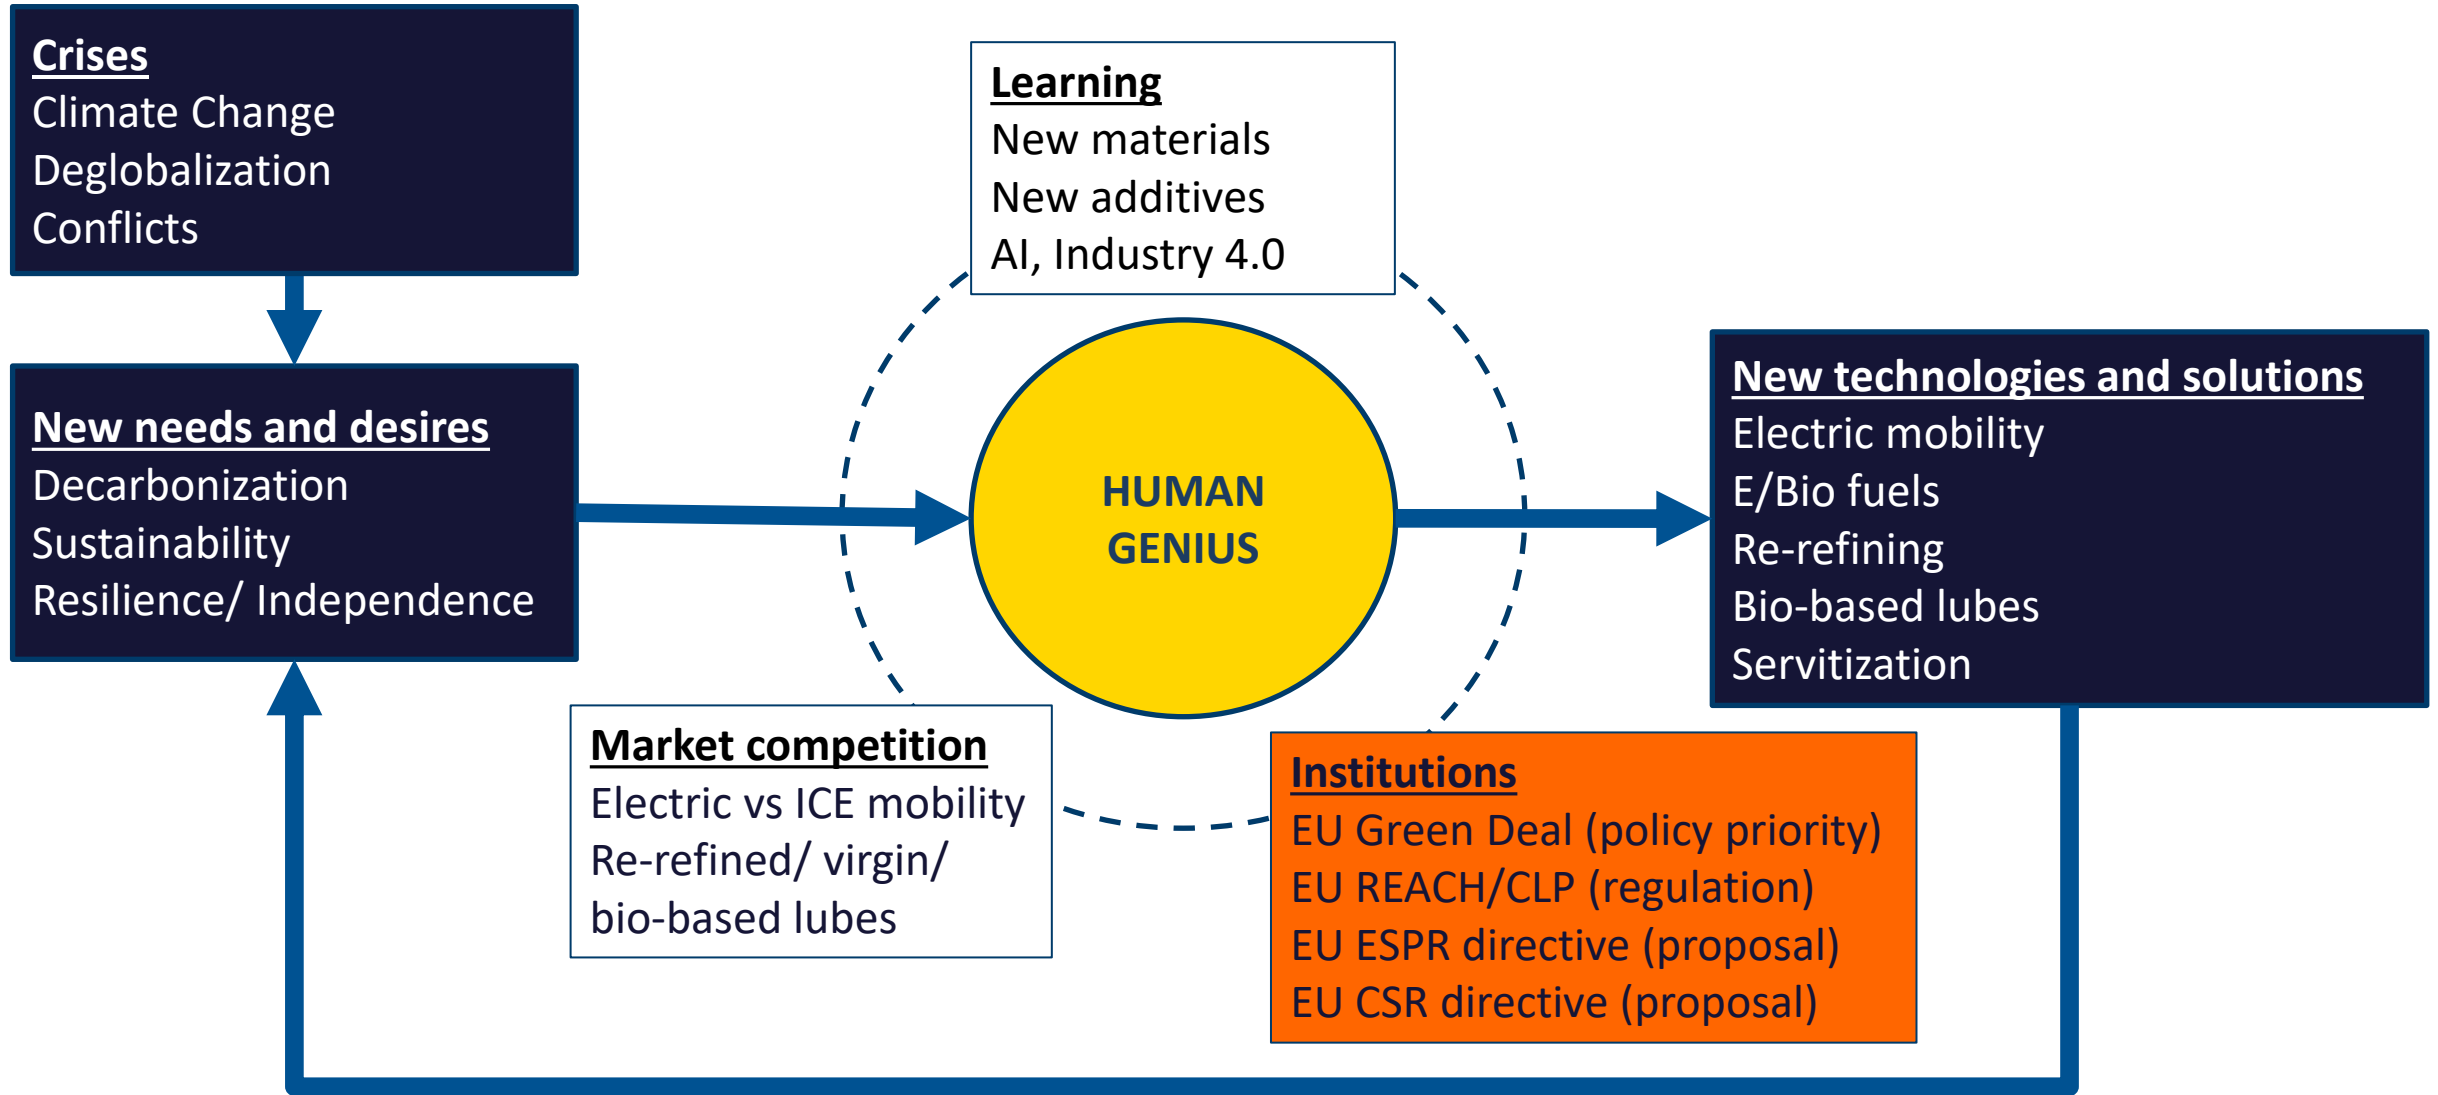 Crises
Climate Change
Deglobalization
Conflicts
Learning
New materials
New additives
AI, Industry 4.0
New needs and desires
Decarbonization
Sustainability
Resilience/ Independence
HUMAN
GENIUS
New technologies and solutions
Electric mobility
E/Bio fuels
Re-refining
Bio-based lubes
Servitization
Market competition
Electric vs ICE mobility
Re-refined/ virgin/
bio-based lubes
Institutions
EU Green Deal (policy priority)
EU REACH/CLP (regulation)
EU ESPR directive (proposal)
EU CSR directive (proposal)